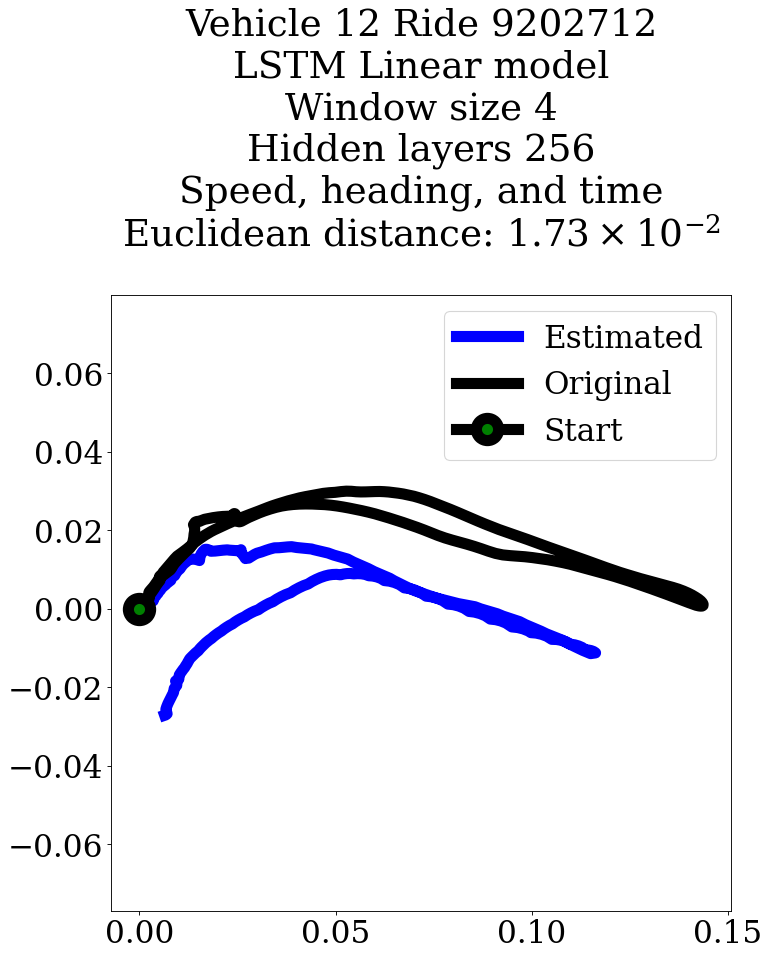 Vehicle 12 Ride 9202712
LSTM Linear model
Window size 4
Hidden layers 256
Speed, heading, and time
Euclidean distance: 1.73 × 10⁻²
Estimated
Original
Start
0.06
0.04
0.02
0.00
−0.02
−0.04
−0.06
0.00 0.05 0.10 0.15